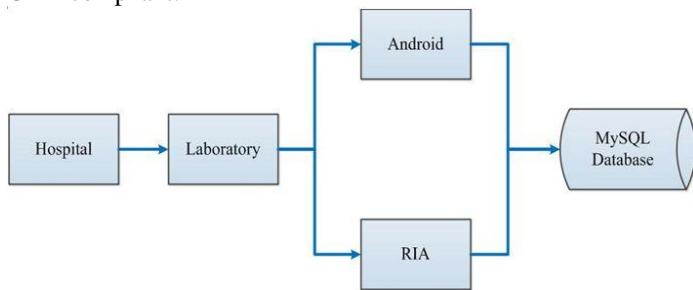 Android
Hospital
Laboratory
MySQL
Database
RIA